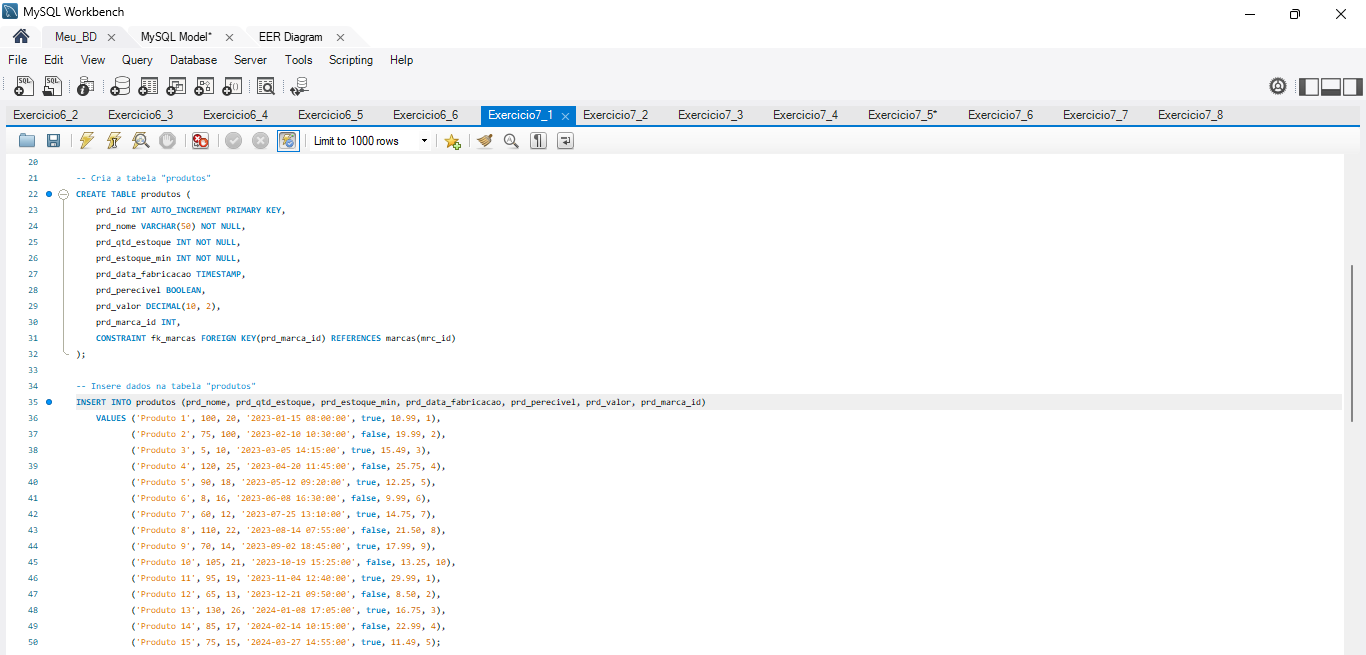 MySQL Workbench
Meu_BD MySQL Model* EER Diagram
File Edit View Query Database Server Tools Scripting Help
Exercicio6_2 Exercicio6_3 Exercicio6_4 Exercicio6_5 Exercicio6_6 Exercicio7_1 Exercicio7_2 Exercicio7_3 Exercicio7_4 Exercicio7_5* Exercicio7_6 Exercicio7_7 Exercicio7_8
Limit to 1000 rows
20
21 -- Cria a tabela "produtos"
22 CREATE TABLE produtos (
23 prd_id INT AUTO_INCREMENT PRIMARY KEY,
24 prd_nome VARCHAR(50) NOT NULL,
25 prd_qtd_estoque INT NOT NULL,
26 prd_estoque_min INT NOT NULL,
27 prd_data_fabricacao TIMESTAMP,
28 prd_perecivel BOOLEAN,
29 prd_valor DECIMAL(10, 2),
30 prd_marca_id INT,
31 CONSTRAINT fk_marcas FOREIGN KEY(prd_marca_id) REFERENCES marcas(mrc_id)
32 );
33
34 -- Insere dados na tabela "produtos"
35 INSERT INTO produtos (prd_nome, prd_qtd_estoque, prd_estoque_min, prd_data_fabricacao, prd_perecivel, prd_valor, prd_marca_id)
36 VALUES ('Produto 1', 100, 20, '2023-01-15 08:00:00', true, 10.99, 1),
37 ('Produto 2', 75, 100, '2023-02-10 10:30:00', false, 19.99, 2),
38 ('Produto 3', 5, 10, '2023-03-05 14:15:00', true, 15.49, 3),
39 ('Produto 4', 120, 25, '2023-04-20 11:45:00', false, 25.75, 4),
40 ('Produto 5', 90, 18, '2023-05-12 09:20:00', true, 12.25, 5),
41 ('Produto 6', 8, 16, '2023-06-08 16:30:00', false, 9.99, 6),
42 ('Produto 7', 60, 12, '2023-07-25 13:10:00', true, 14.75, 7),
43 ('Produto 8', 110, 22, '2023-08-14 07:55:00', false, 21.50, 8),
44 ('Produto 9', 70, 14, '2023-09-02 18:45:00', true, 17.99, 9),
45 ('Produto 10', 105, 21, '2023-10-19 15:25:00', false, 13.25, 10),
46 ('Produto 11', 95, 19, '2023-11-04 12:40:00', true, 29.99, 1),
47 ('Produto 12', 65, 13, '2023-12-21 09:50:00', false, 8.50, 2),
48 ('Produto 13', 130, 26, '2024-01-08 17:05:00', true, 16.75, 3),
49 ('Produto 14', 85, 17, '2024-02-14 10:15:00', false, 22.99, 4),
50 ('Produto 15', 75, 15, '2024-03-27 14:55:00', true, 11.49, 5);